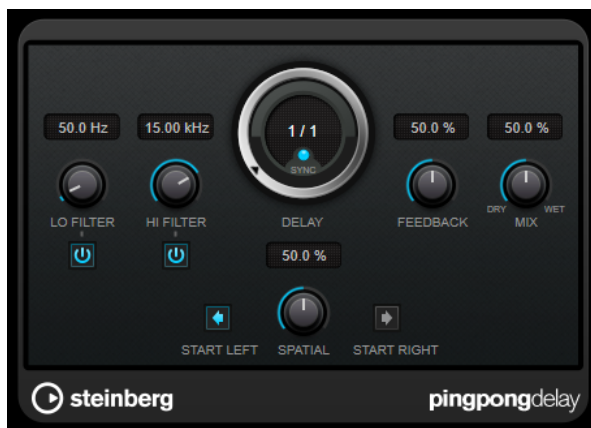 50.0 Hz
15.00 kHz
1 / 1
SYNC
50.0 %
50.0 %
LO FILTER
HI FILTER
DELAY
FEEDBACK
DRY
WET
MIX
50.0 %
START LEFT
SPATIAL
START RIGHT
steinberg
pingpongdelay